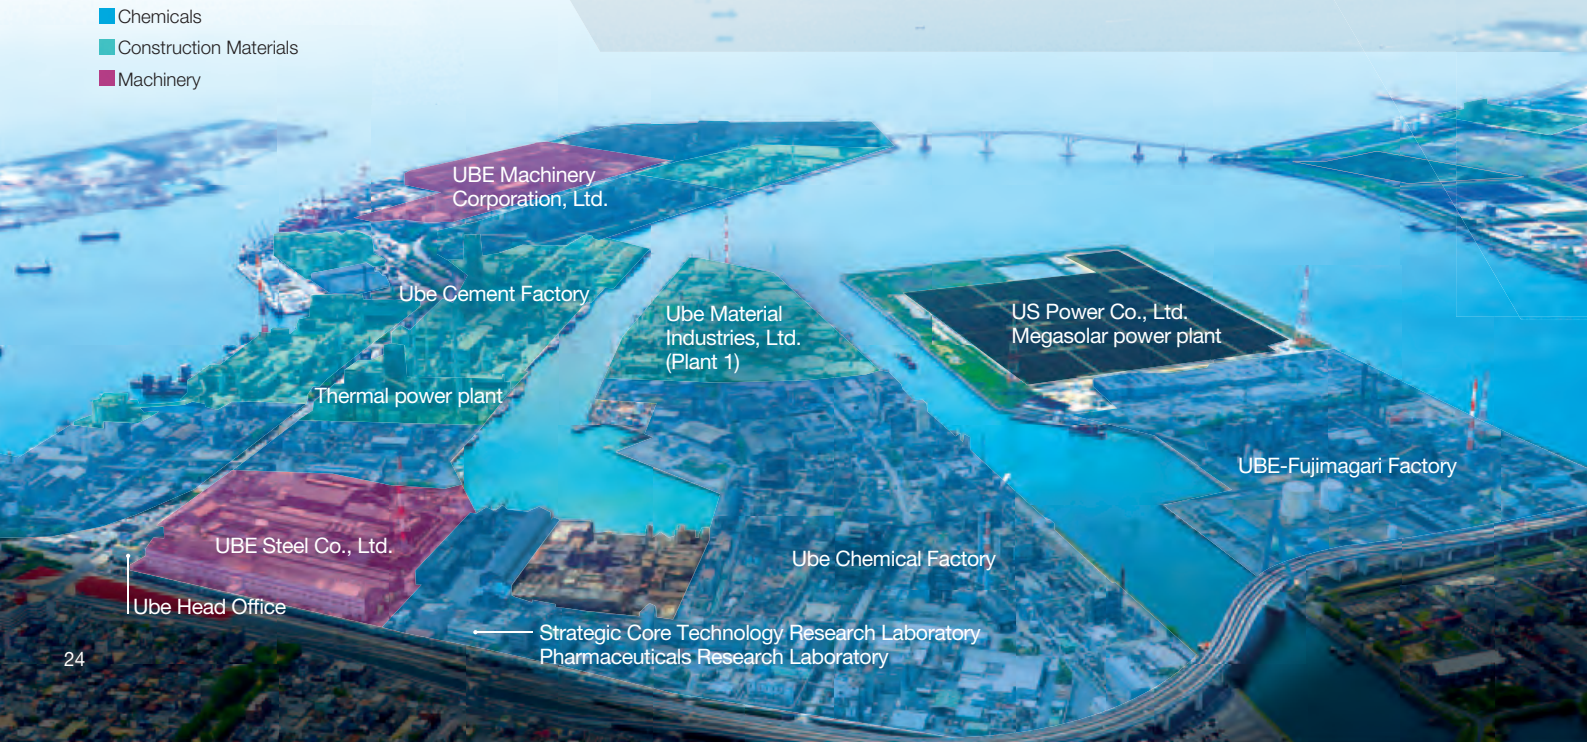 Chemicals
Construction Materials
Machinery
UBE Machinery
Corporation, Ltd.
Ube Cement Factory
Ube Material
Industries, Ltd.
(Plant 1)
US Power Co., Ltd.
Megasolar power plant
Thermal power plant
UBE-Fujimagari Factory
UBE Steel Co., Ltd.
Ube Chemical Factory
Ube Head Office
Strategic Core Technology Research Laboratory
Pharmaceuticals Research Laboratory
24